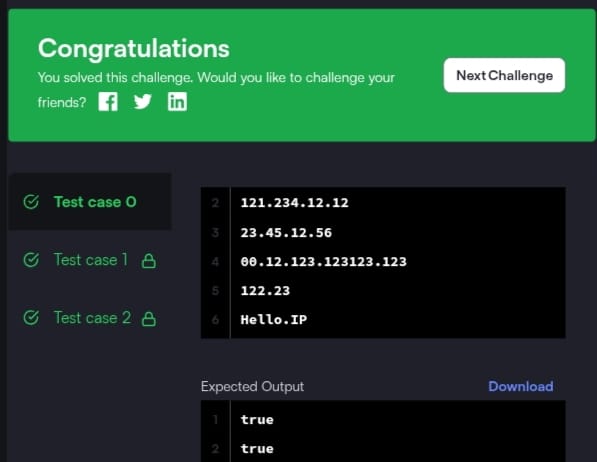 Congratulations
You solved this challenge. Would you like to challenge your
friends?
Next Challenge
Test case 0
Test case 1
Test case 2
2 121.234.12.12
3 23.45.12.56
4 00.12.123.123123.123
5 122.23
6 Hello.IP
Expected Output
Download
1 true
2 true